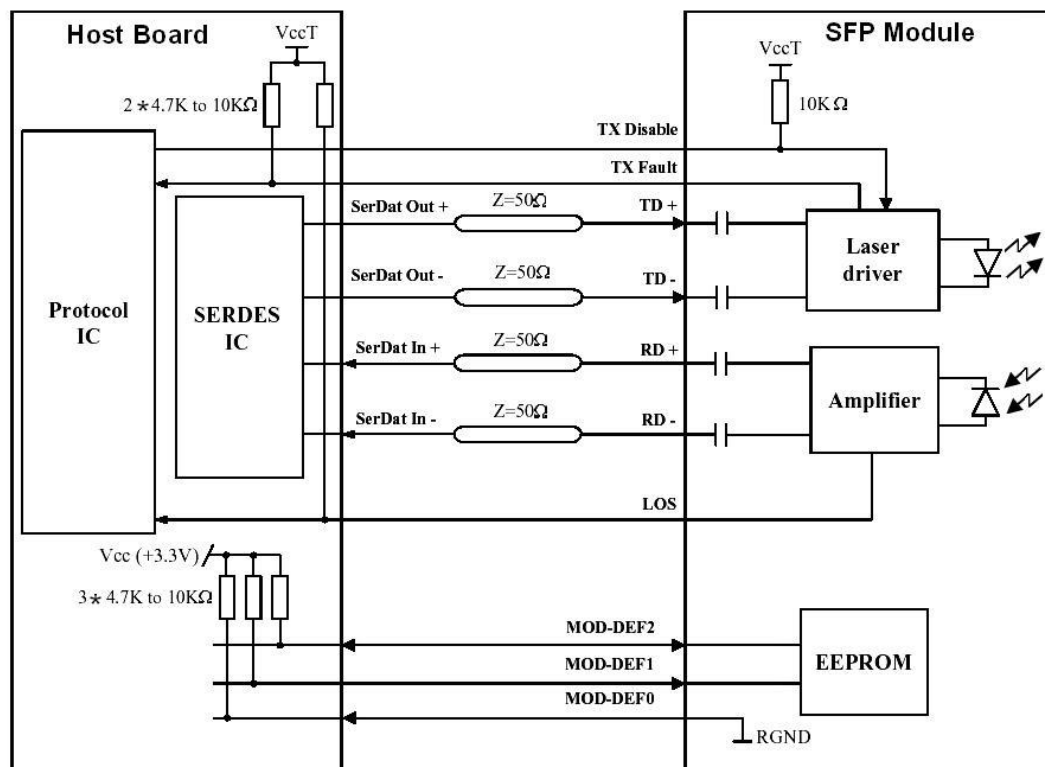 Host Board
SFP Module
VccT
VccT
2*4.7K to 10KΩ
10KΩ
TX Disable
TX Fault
SerDat Out +
Z=50Ω
TD +
SerDat Out -
Z=50Ω
TD -
Laser
driver
Protocol
IC
SERDES
IC
SerDat In +
Z=50Ω
RD +
SerDat In -
Z=50Ω
RD -
Amplifier
LOS
Vcc (+3.3V)
3*4.7K to 10KΩ
MOD-DEF2
MOD-DEF1
MOD-DEF0
EEPROM
RGND